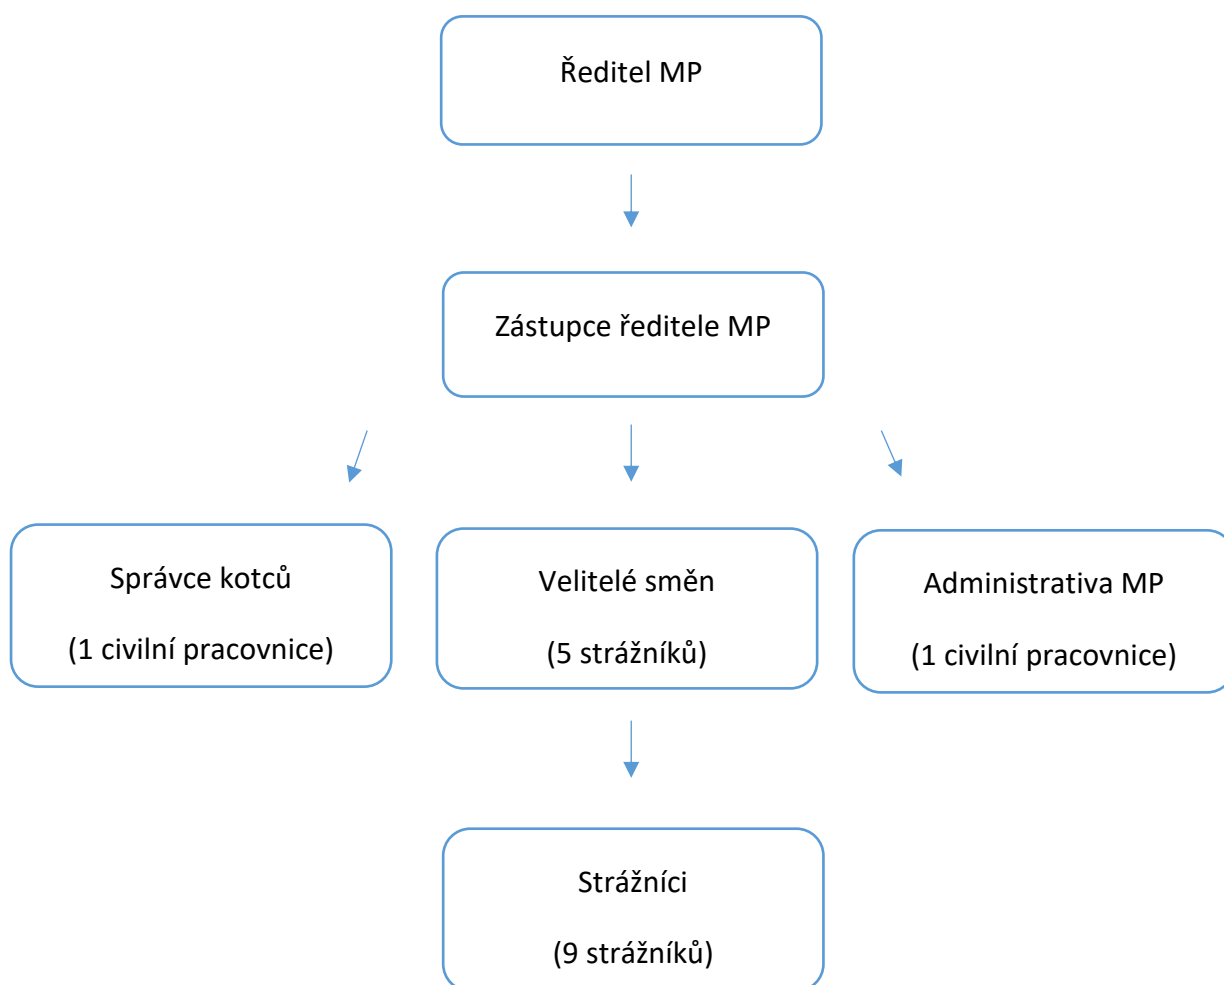 Ředitel MP
Zástupce ředitele MP
Správce kotců
(1 civilní pracovnice)
Velitelé směn
(5 strážníků)
Administrativa MP
(1 civilní pracovnice)
Strážníci
(9 strážníků)